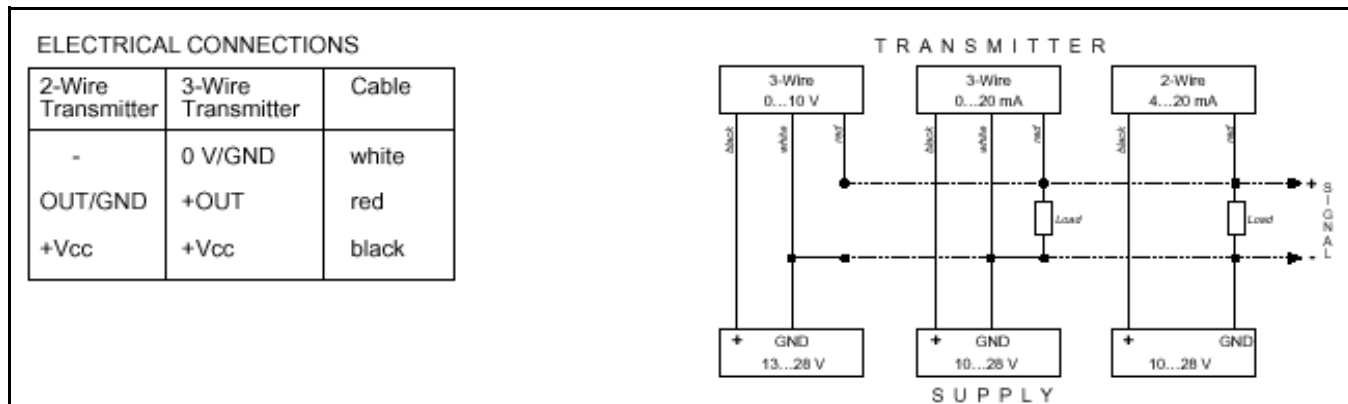 ELECTRICAL CONNECTIONS
2-Wire Transmitter
3-Wire Transmitter
Cable
-
0 V/GND
white
OUT/GND
+OUT
red
+Vcc
+Vcc
black
TRANSMITTER
3-Wire
0...10 V
3-Wire
0...20 mA
2-Wire
4...20 mA
black
white
red
black
white
red
black
red
+
SIGNAL
Load
Load
-
+ GND
13...28 V
+ GND
10...28 V
+ GND
10...28 V
SUPPLY